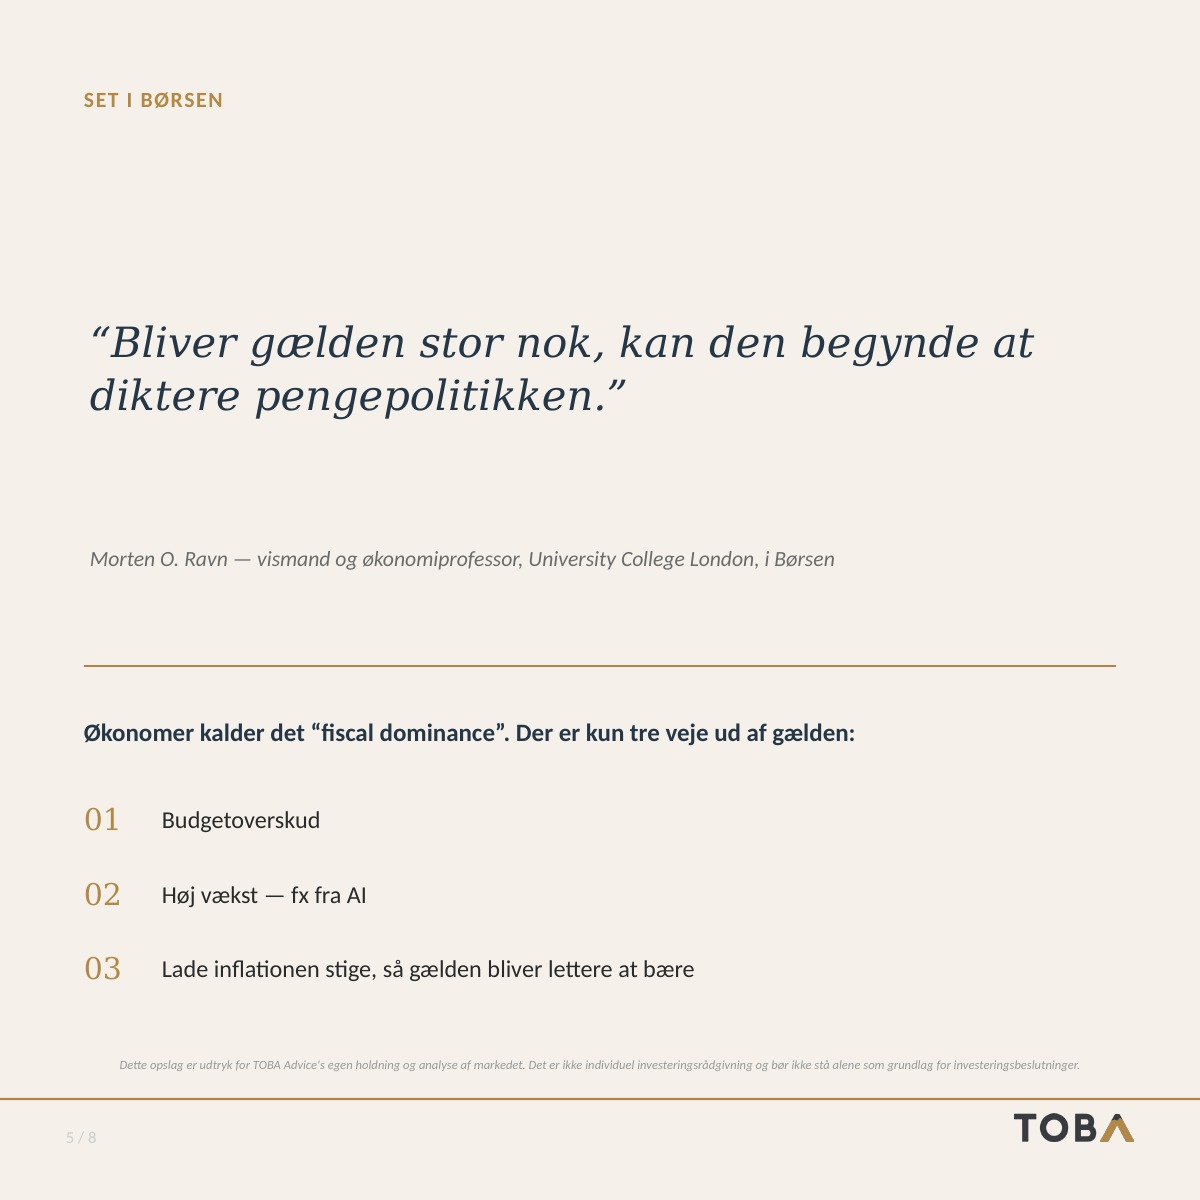 SET I BØRSEN
“Bliver gælden stor nok, kan den begynde at
diktere pengepolitikken.”
Morten O. Ravn — vismand og økonomiprofessor, University College London, i Børsen
Økonomer kalder det “fiscal dominance”. Der er kun tre veje ud af gælden:
01 Budgetoverskud
02 Høj vækst — fx fra AI
03 Lade inflationen stige, så gælden bliver lettere at bære
Dette opslag er udtryk for TOBA Advice's egen holdning og analyse af markedet. Det er ikke individuel investeringsrådgivning og bør ikke stå alene som grundlag for investeringsbeslutninger.
5 / 8
TOBA